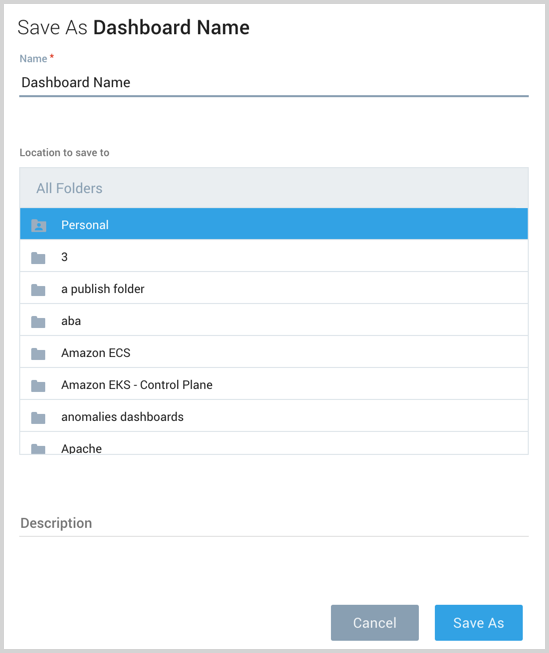 Save As Dashboard Name
Name *
Dashboard Name
Location to save to
All Folders
Personal
3
a publish folder
aba
Amazon ECS
Amazon EKS - Control Plane
anomalies dashboards
Apache
Description
Cancel Save As